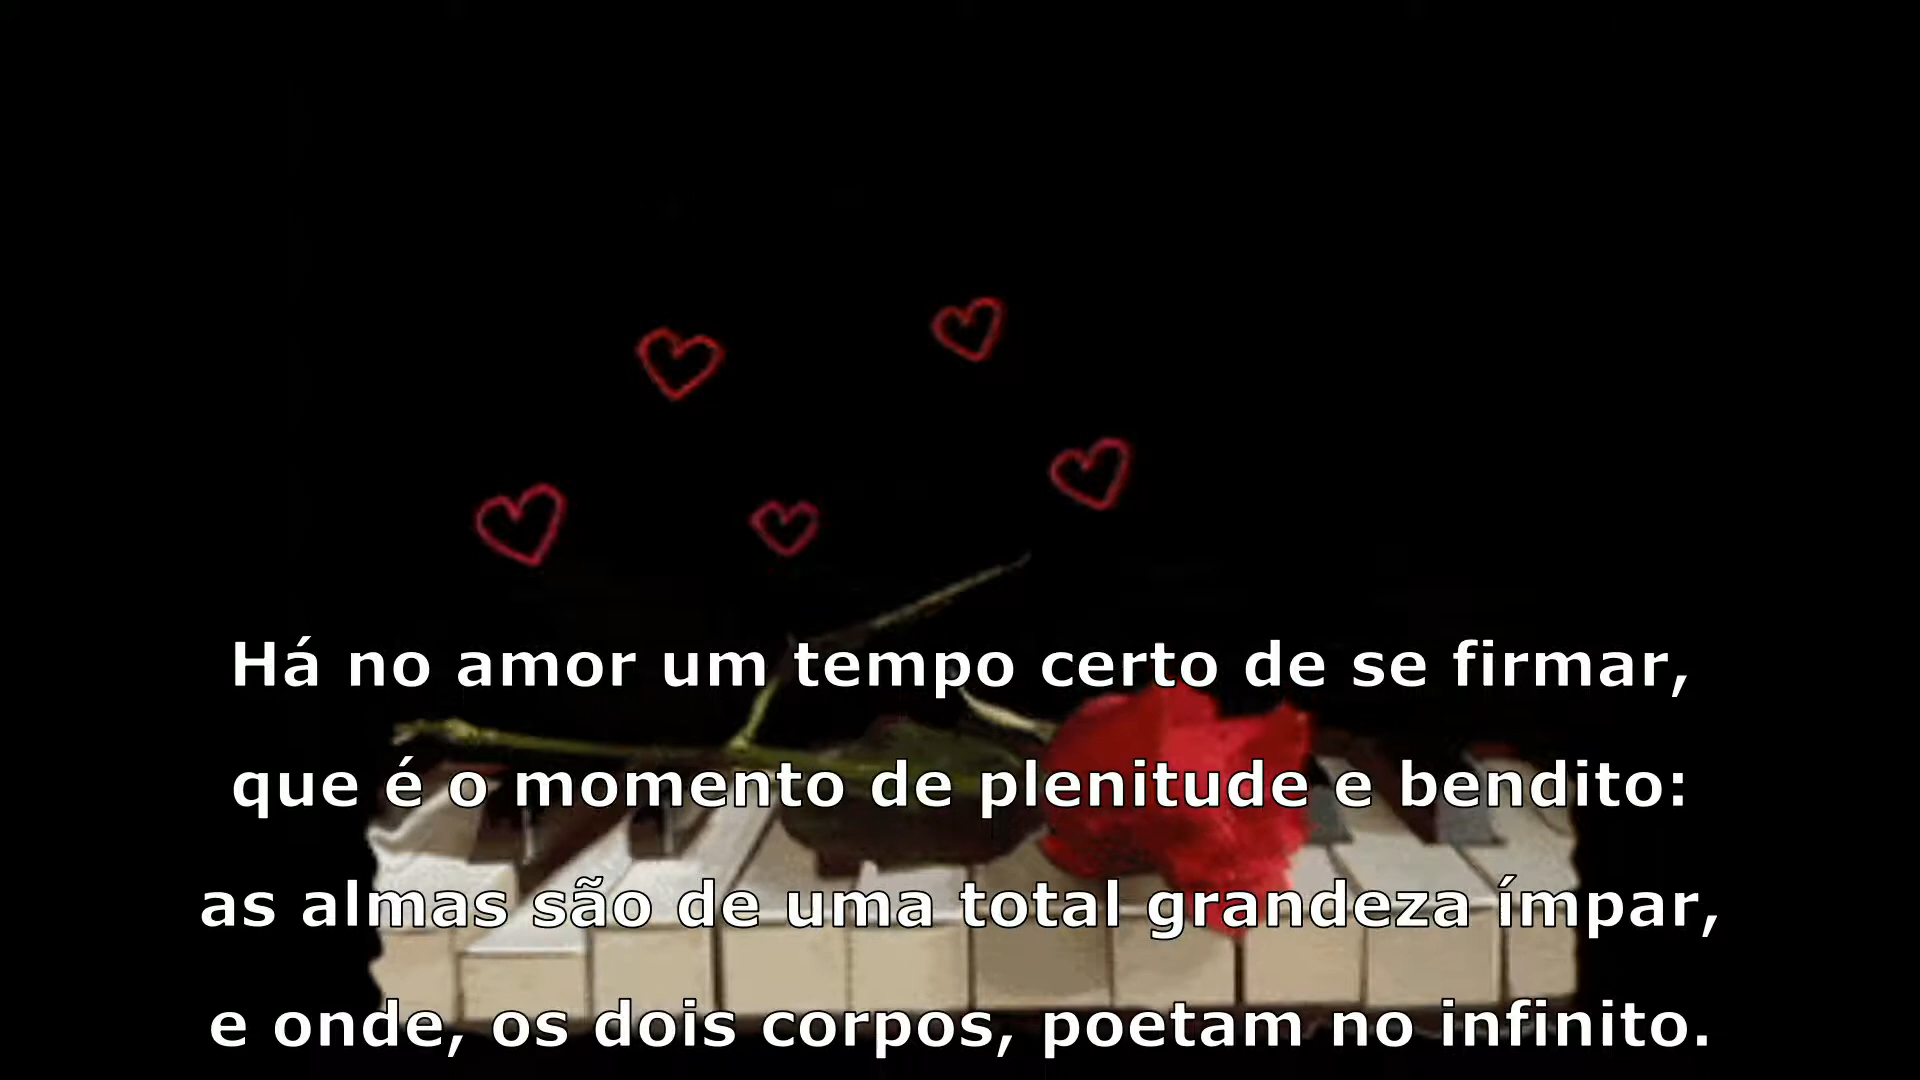 Há no amor um tempo certo de se firmar,
que é o momento de plenitude e bendito:
as almas são de uma total grandeza ímpar,
e onde, os dois corpos, poetam no infinito.